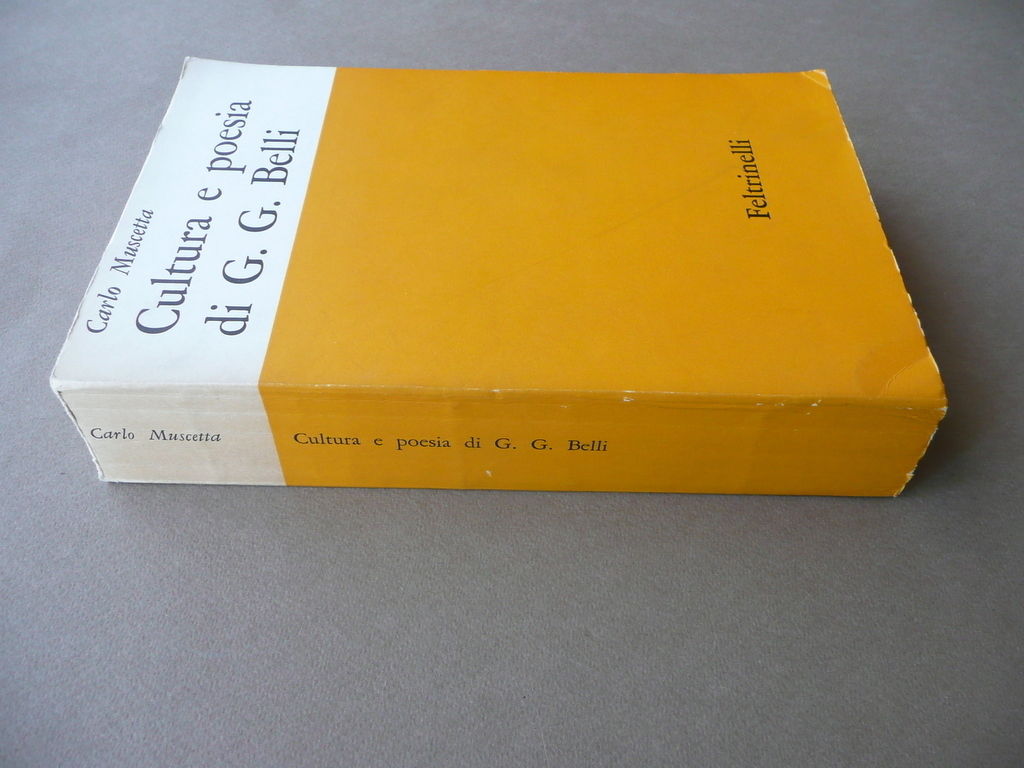 Carlo Muscetta
Cultura e poesia
di G. G. Belli
Feltrinelli
Carlo Muscetta
Cultura e poesia di G. G. Belli